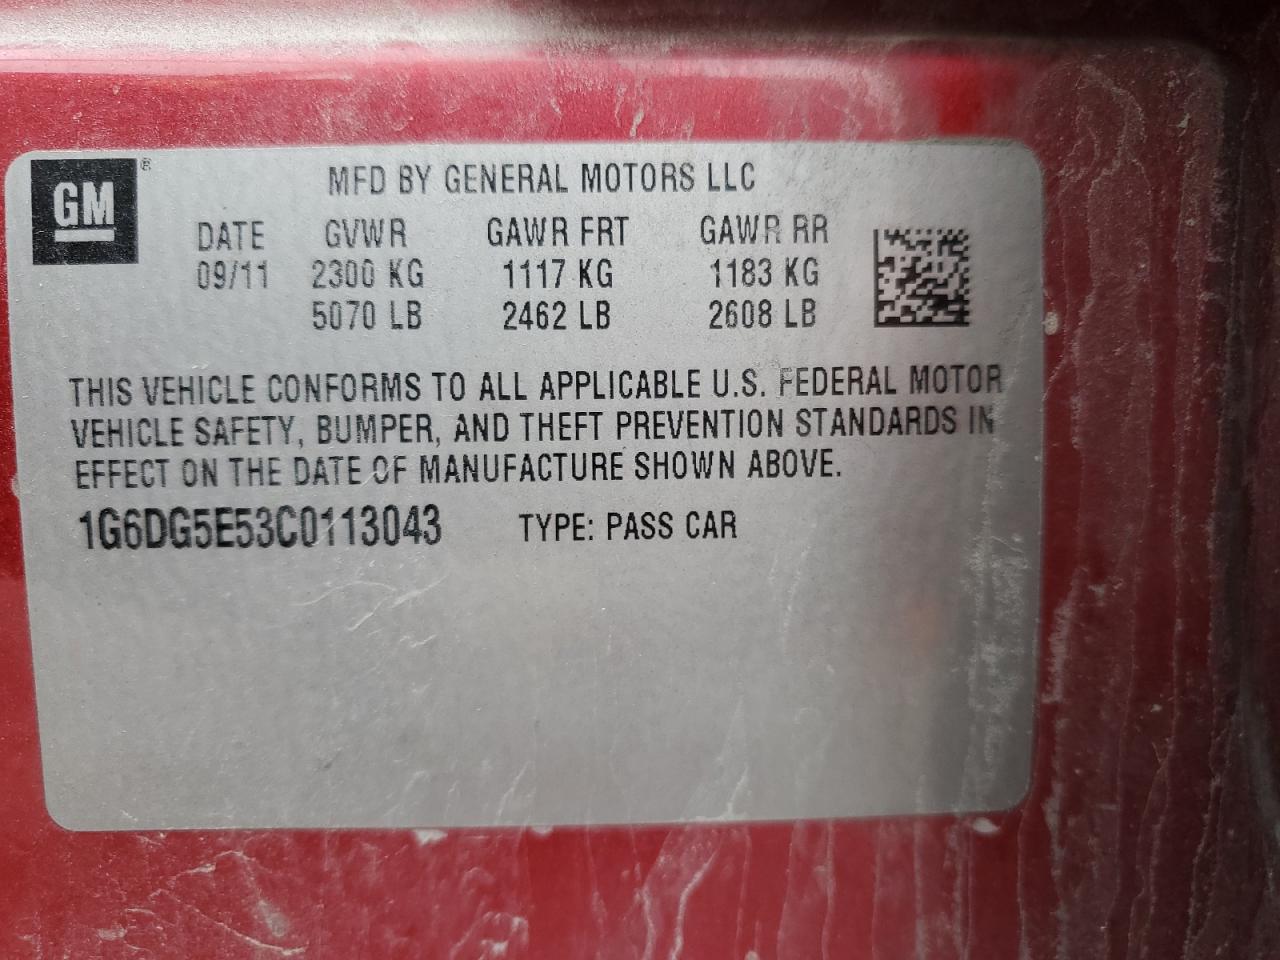 GM ®
MFD BY GENERAL MOTORS LLC
DATE GVWR GAWR FRT GAWR RR
09/11 2300 KG 1117 KG 1183 KG
5070 LB 2462 LB 2608 LB
THIS VEHICLE CONFORMS TO ALL APPLICABLE U.S. FEDERAL MOTOR
VEHICLE SAFETY, BUMPER, AND THEFT PREVENTION STANDARDS IN
EFFECT ON THE DATE OF MANUFACTURE SHOWN ABOVE.
1G6DG5E53C0113043 TYPE: PASS CAR